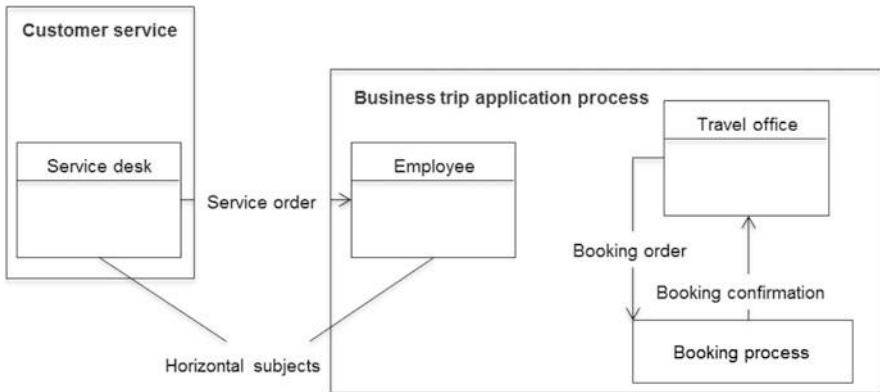 Customer service
Business trip application process
Travel office
Service desk
Employee
Service order
Booking order
Booking confirmation
Booking process
Horizontal subjects